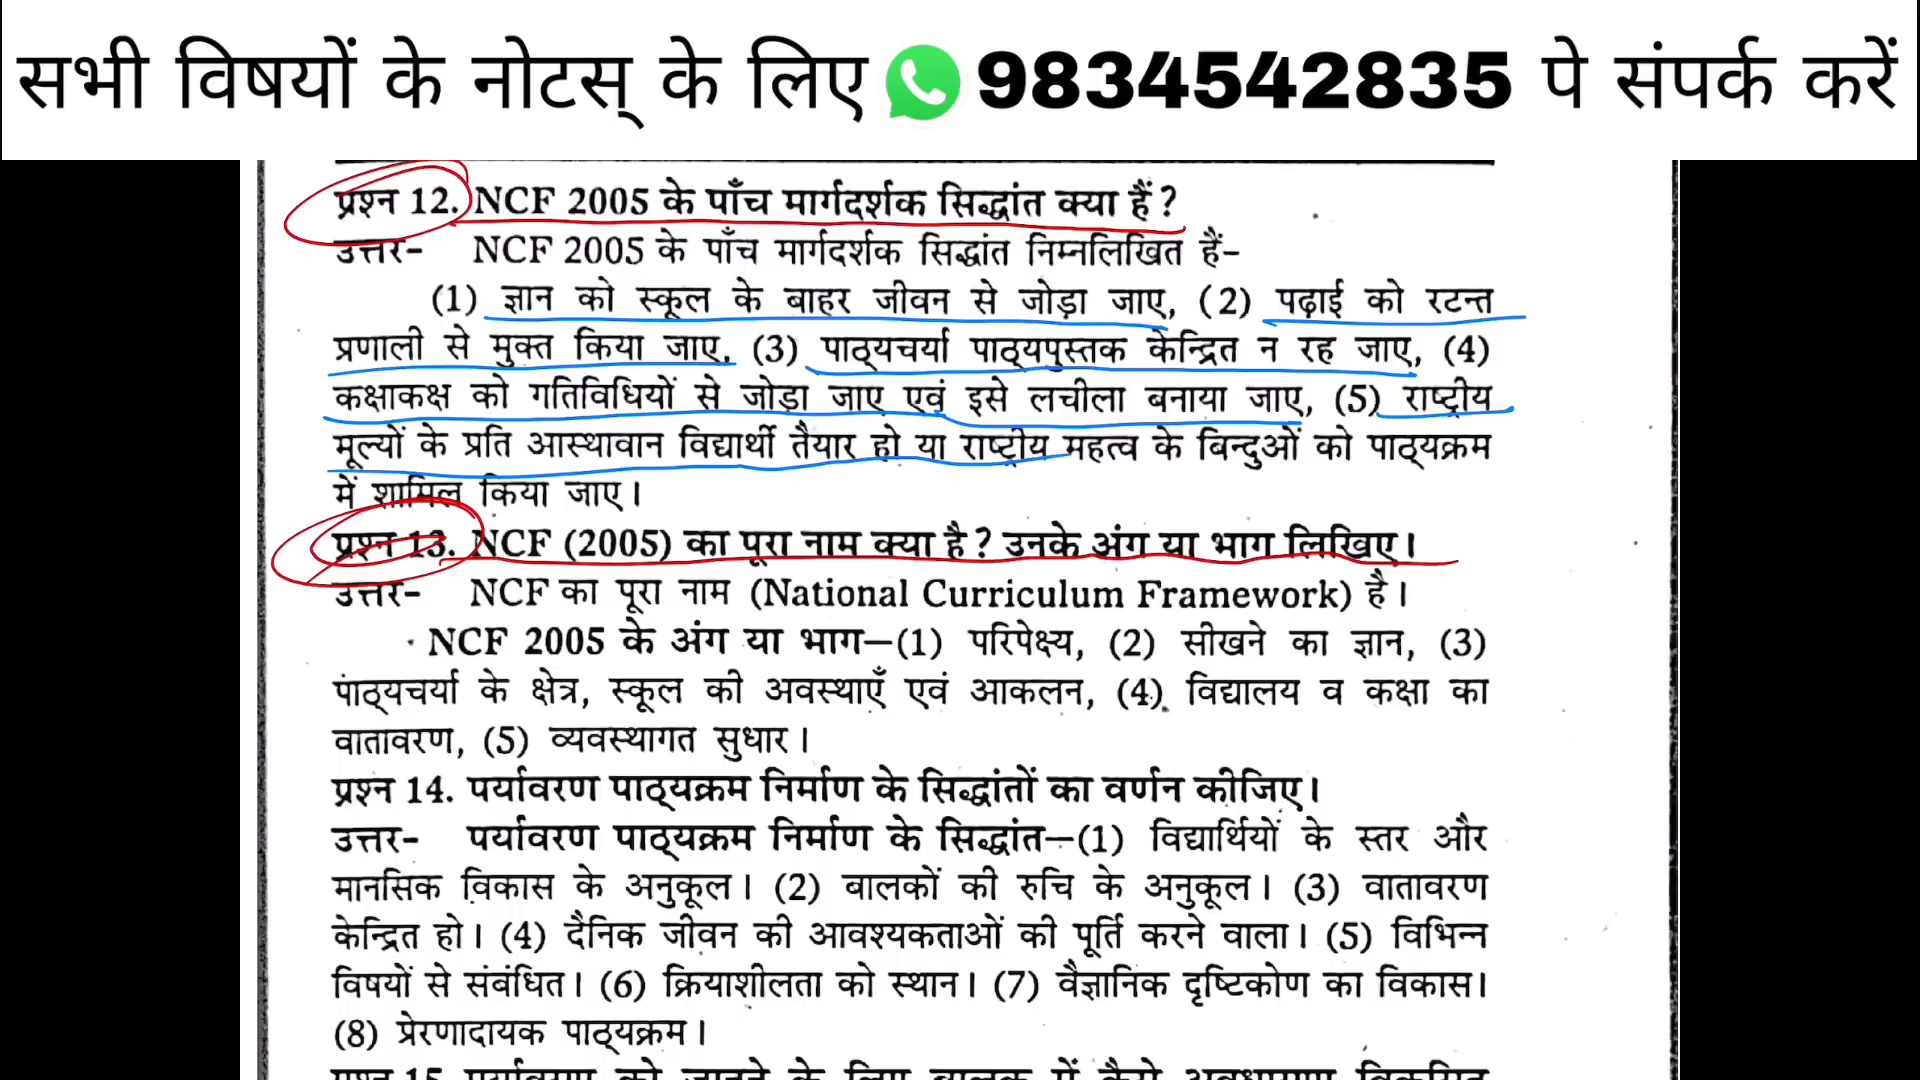 सभी विषयों के नोटस् के लिए 9834542835 पे संपर्क करें
प्रश्न 12. NCF 2005 के पाँच मार्गदर्शक सिद्धांत क्या हैं?
उत्तर- NCF 2005 के पाँच मार्गदर्शक सिद्धांत निम्नलिखित हैं-
(1) ज्ञान को स्कूल के बाहर जीवन से जोड़ा जाए, (2) पढ़ाई को रटन्त
प्रणाली से मुक्त किया जाए, (3) पाठ्यचर्या पाठ्यपुस्तक केन्द्रित न रह जाए, (4)
कक्षाकक्ष को गतिविधियों से जोड़ा जाए एवं इसे लचीला बनाया जाए, (5) राष्ट्रीय
मूल्यों के प्रति आस्थावान विद्यार्थी तैयार हो या राष्ट्रीय महत्व के बिन्दुओं को पाठ्यक्रम
में शामिल किया जाए।
प्रश्न 13. NCF (2005) का पूरा नाम क्या है? उनके अंग या भाग लिखिए।
उत्तर- NCF का पूरा नाम (National Curriculum Framework) है।
NCF 2005 के अंग या भाग—(1) परिपेक्ष्य, (2) सीखने का ज्ञान, (3)
पाठ्यचर्या के क्षेत्र, स्कूल की अवस्थाएँ एवं आकलन, (4) विद्यालय व कक्षा का
वातावरण, (5) व्यवस्थागत सुधार।
प्रश्न 14. पर्यावरण पाठ्यक्रम निर्माण के सिद्धांतों का वर्णन कीजिए।
उत्तर- पर्यावरण पाठ्यक्रम निर्माण के सिद्धांत—(1) विद्यार्थियों के स्तर और
मानसिक विकास के अनुकूल। (2) बालकों की रुचि के अनुकूल। (3) वातावरण
केन्द्रित हो। (4) दैनिक जीवन की आवश्यकताओं की पूर्ति करने वाला। (5) विभिन्न
विषयों से संबंधित। (6) क्रियाशीलता को स्थान। (7) वैज्ञानिक दृष्टिकोण का विकास।
(8) प्रेरणादायक पाठ्यक्रम।